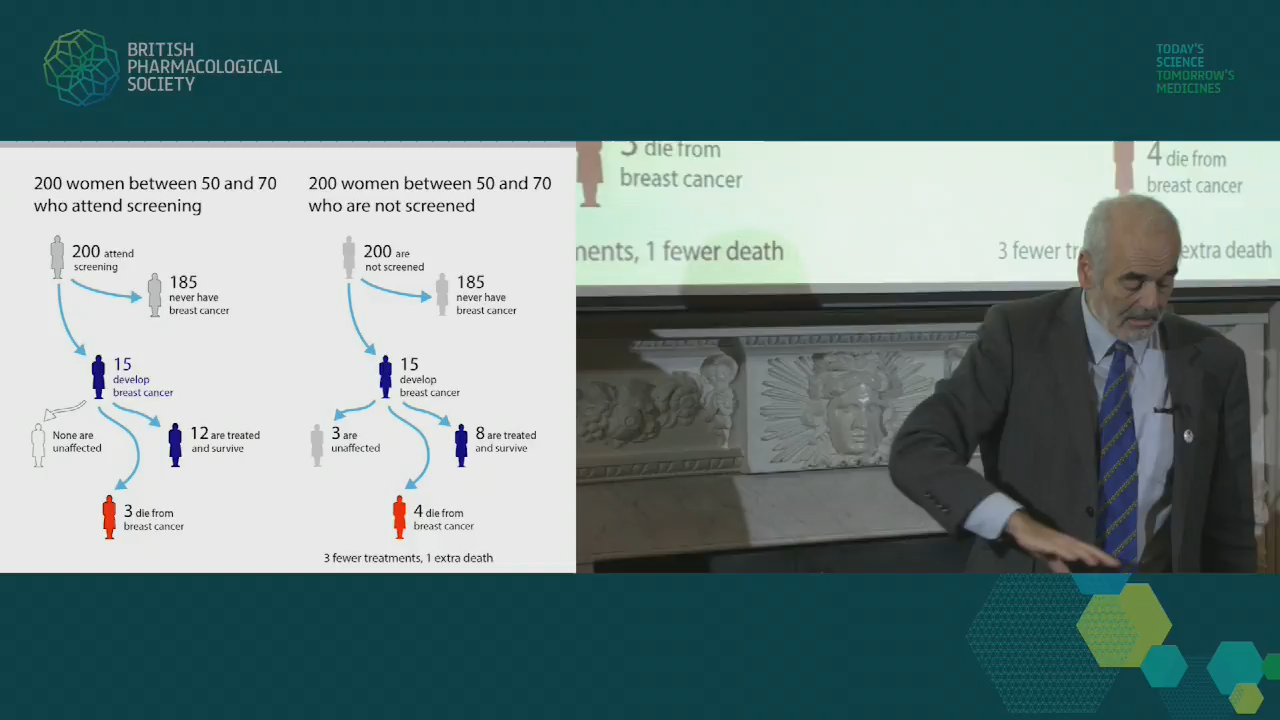 BRITISH
PHARMACOLOGICAL
SOCIETY
TODAY'S
SCIENCE
TOMORROW'S
MEDICINES
200 women between 50 and 70
who attend screening
200 attend
screening
185
never have
breast cancer
15
develop
breast cancer
None are
unaffected
12 are treated
and survive
3 die from
breast cancer
200 women between 50 and 70
who are not screened
200 are
not screened
185
never have
breast cancer
15
develop
breast cancer
3 are
unaffected
8 are treated
and survive
4 die from
breast cancer
3 fewer treatments, 1 extra death
3 die from
breast cancer
ments, 1 fewer death
4 die from
breast cancer
3 fewer tr
extra death